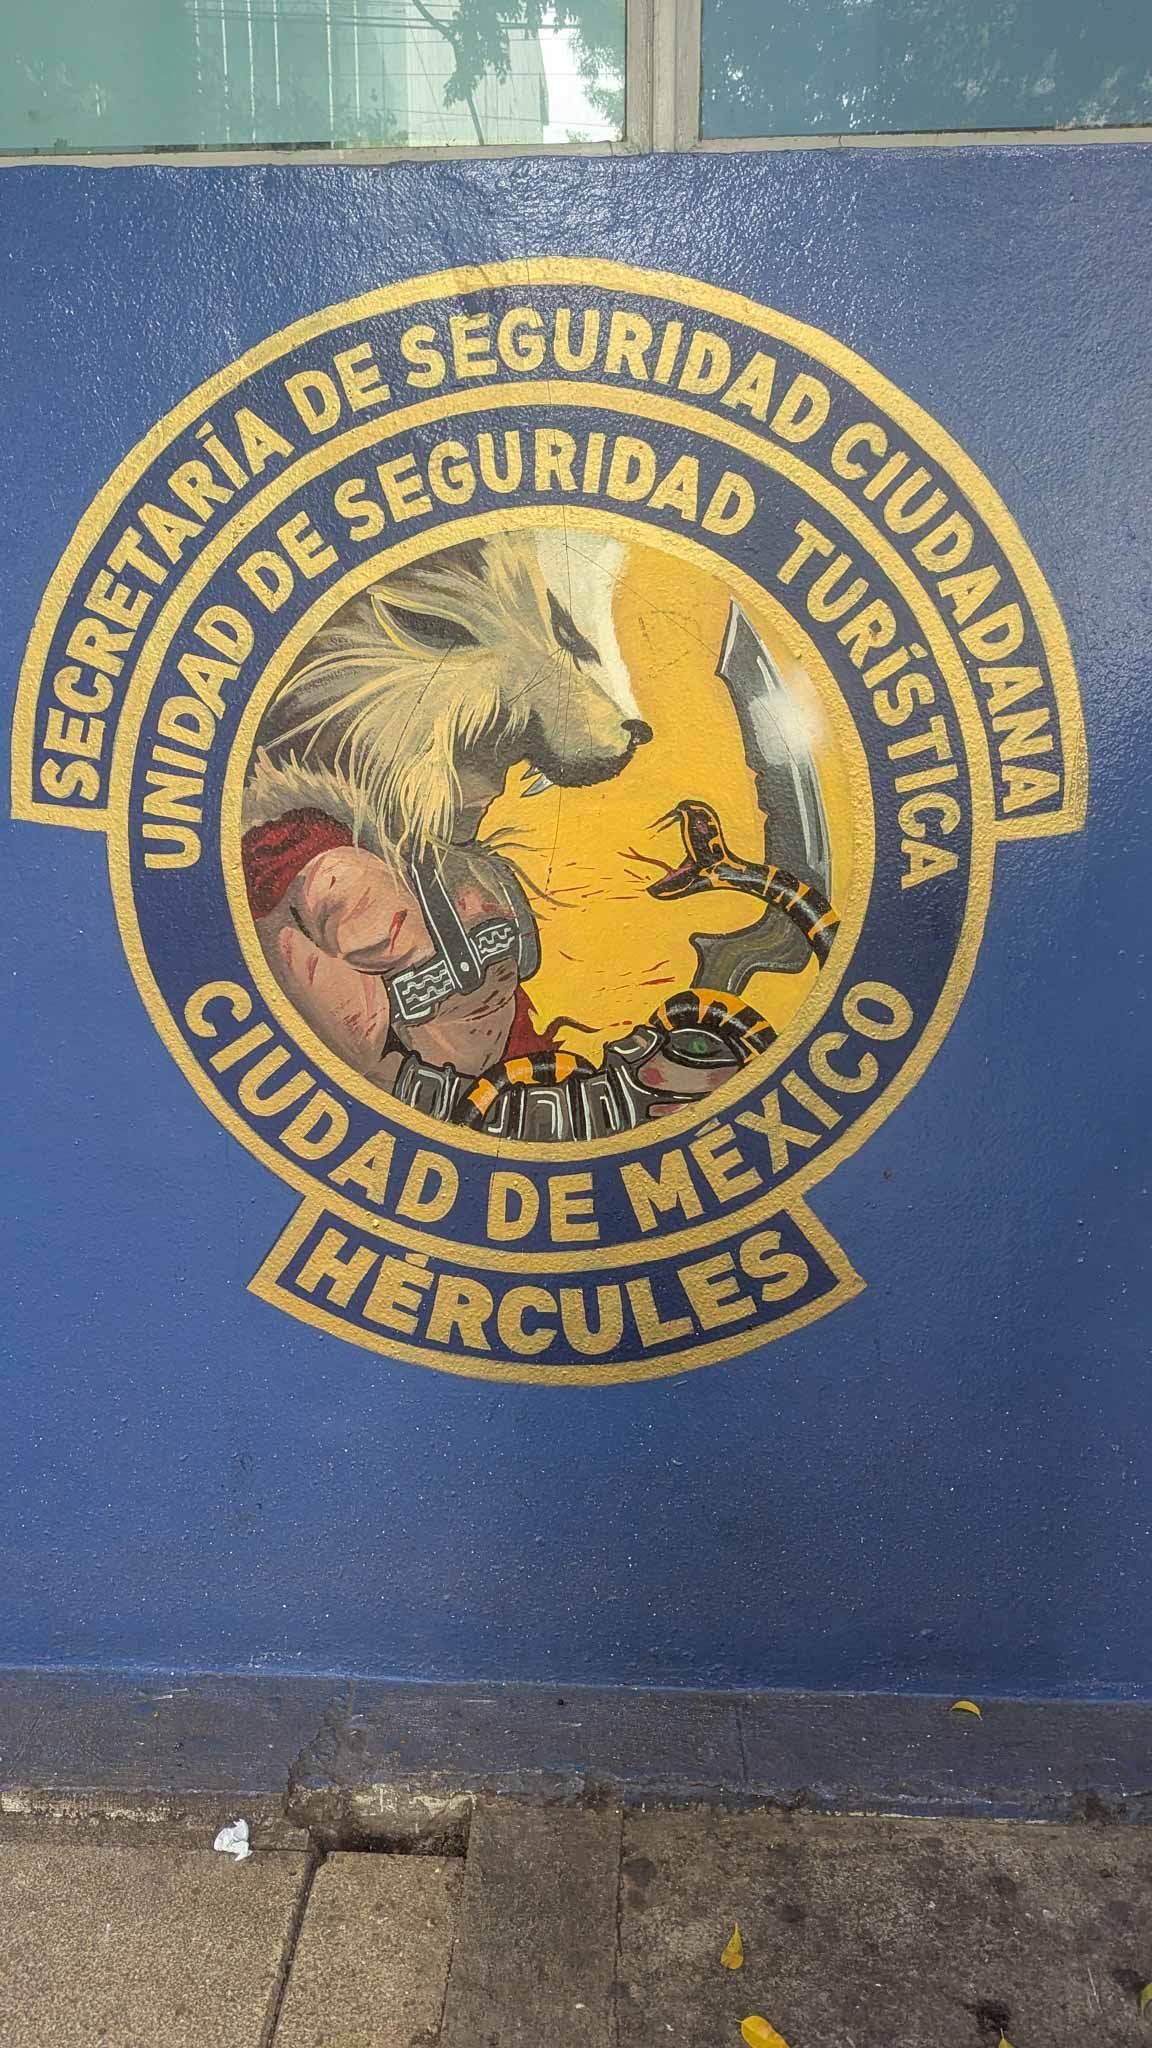 SECRETARÍA DE SEGURIDAD CIUDADANA
UNIDAD DE SEGURIDAD TURÍSTICA
CIUDAD DE MÉXICO
HÉRCULES